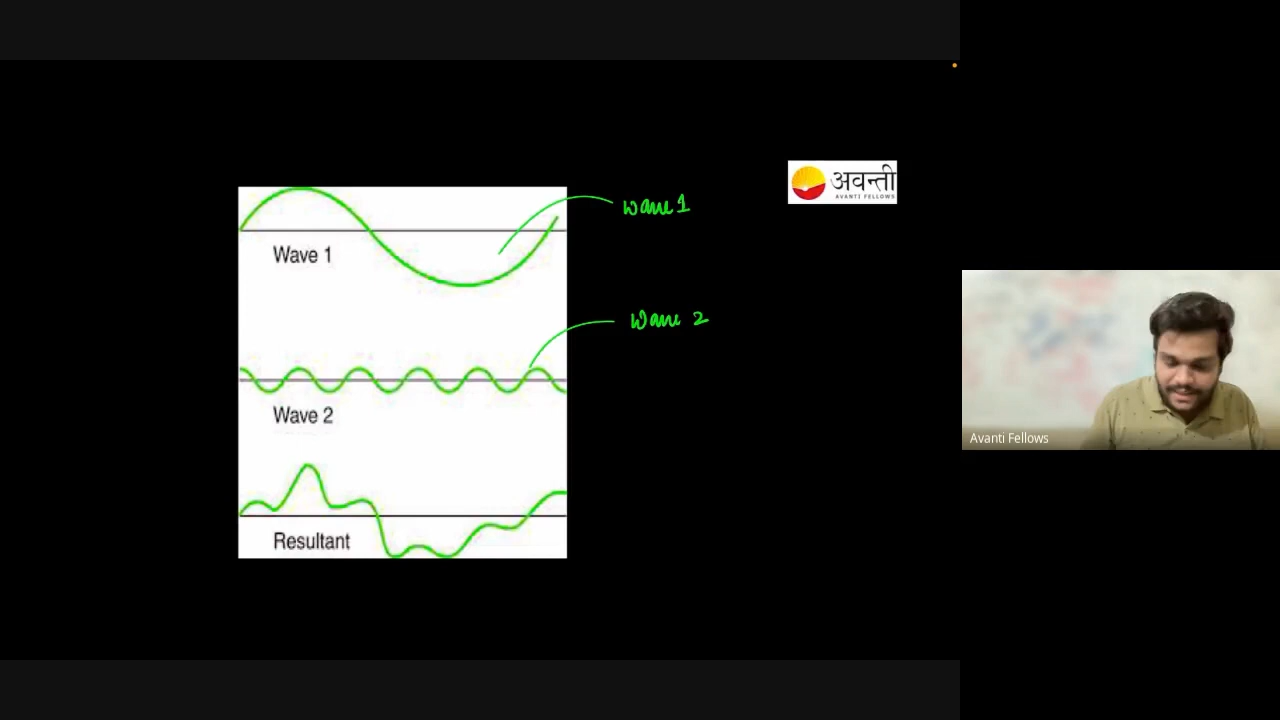 अवन्ती
AVANTI FELLOWS
Wave 1
Wave 1
Wave 2
Wave 2
Avanti Fellows
Resultant